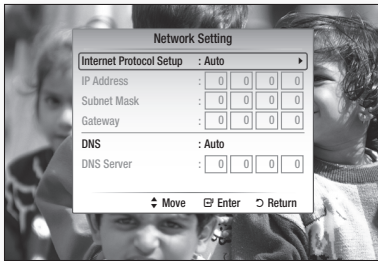 Network Setting
Internet Protocol Setup : Auto ▶
IP Address : 0 0 0 0
Subnet Mask : 0 0 0 0
Gateway : 0 0 0 0
DNS : Auto
DNS Server : 0 0 0 0
Move Enter Return